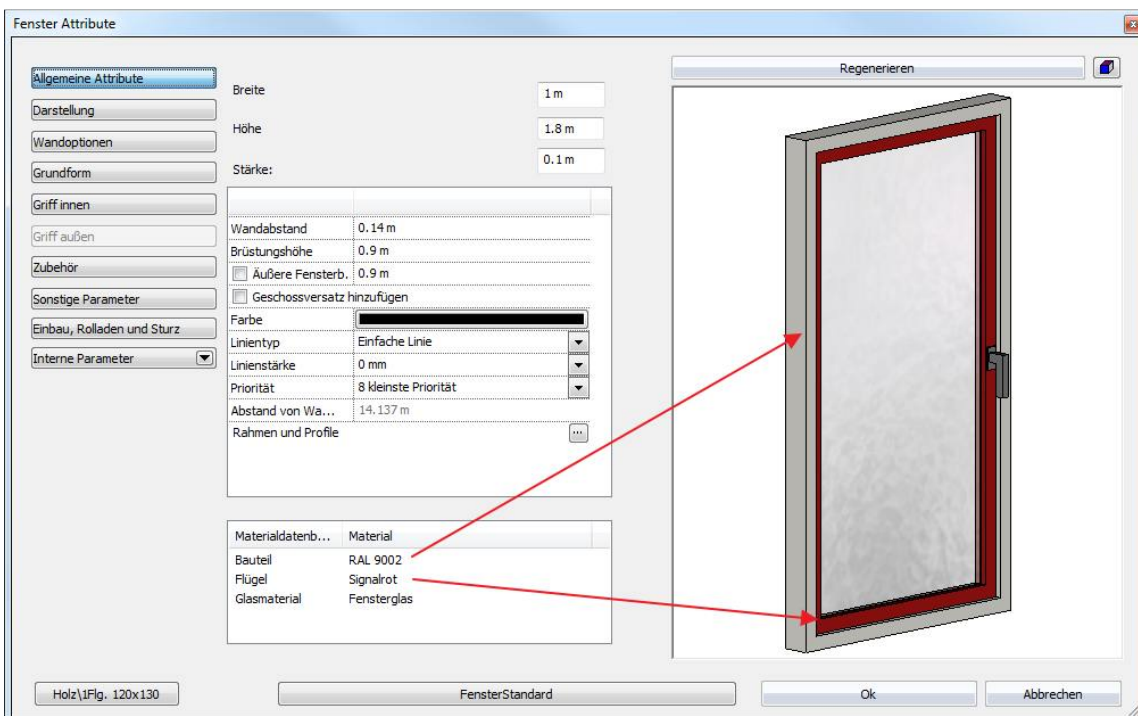 Fenster Attribute
Allgemeine Attribute
Darstellung
Wandoptionen
Grundform
Griff innen
Griff außen
Zubehör
Sonstige Parameter
Einbau, Rolladen und Sturz
Interne Parameter
Breite 1 m
Höhe 1.8 m
Stärke: 0.1 m
Wandabstand 0.14 m
Brüstungshöhe 0.9 m
Äußere Fensterb. 0.9 m
Geschossversatz hinzufügen
Farbe
Linientyp Einfache Linie
Linienstärke 0 mm
Priorität 8 kleinste Priorität
Abstand von Wa... 14.137 m
Rahmen und Profile ...
Materialdatenb... Material
Bauteil RAL 9002
Flügel Signalrot
Glasmaterial Fensterglas
Regenerieren
Holz\1Flg. 120x130
FensterStandard
Ok
Abbrechen